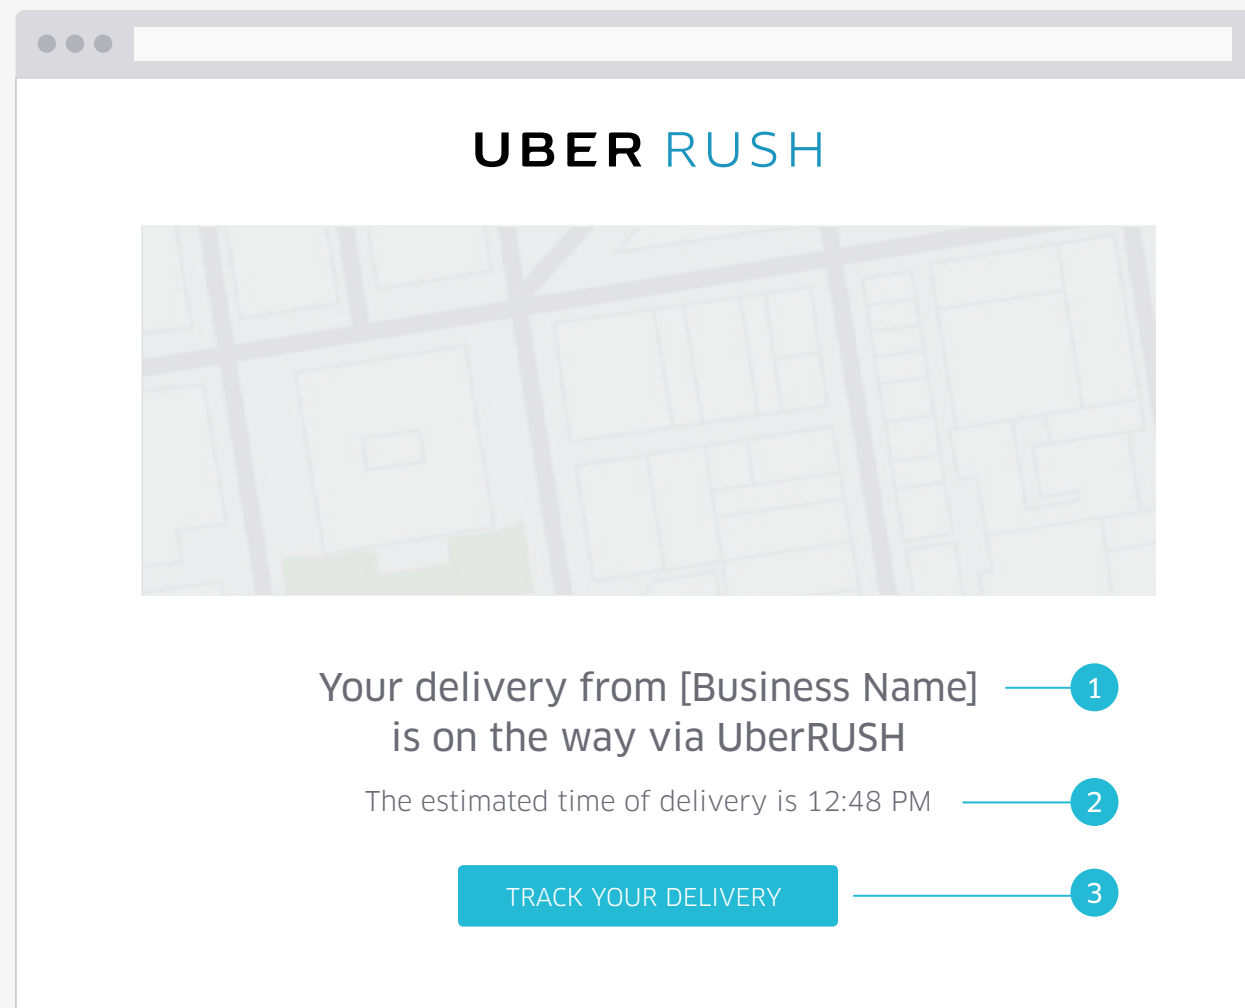 UBER RUSH
Your delivery from [Business Name]
1
is on the way via UberRUSH
The estimated time of delivery is 12:48 PM
2
TRACK YOUR DELIVERY
3